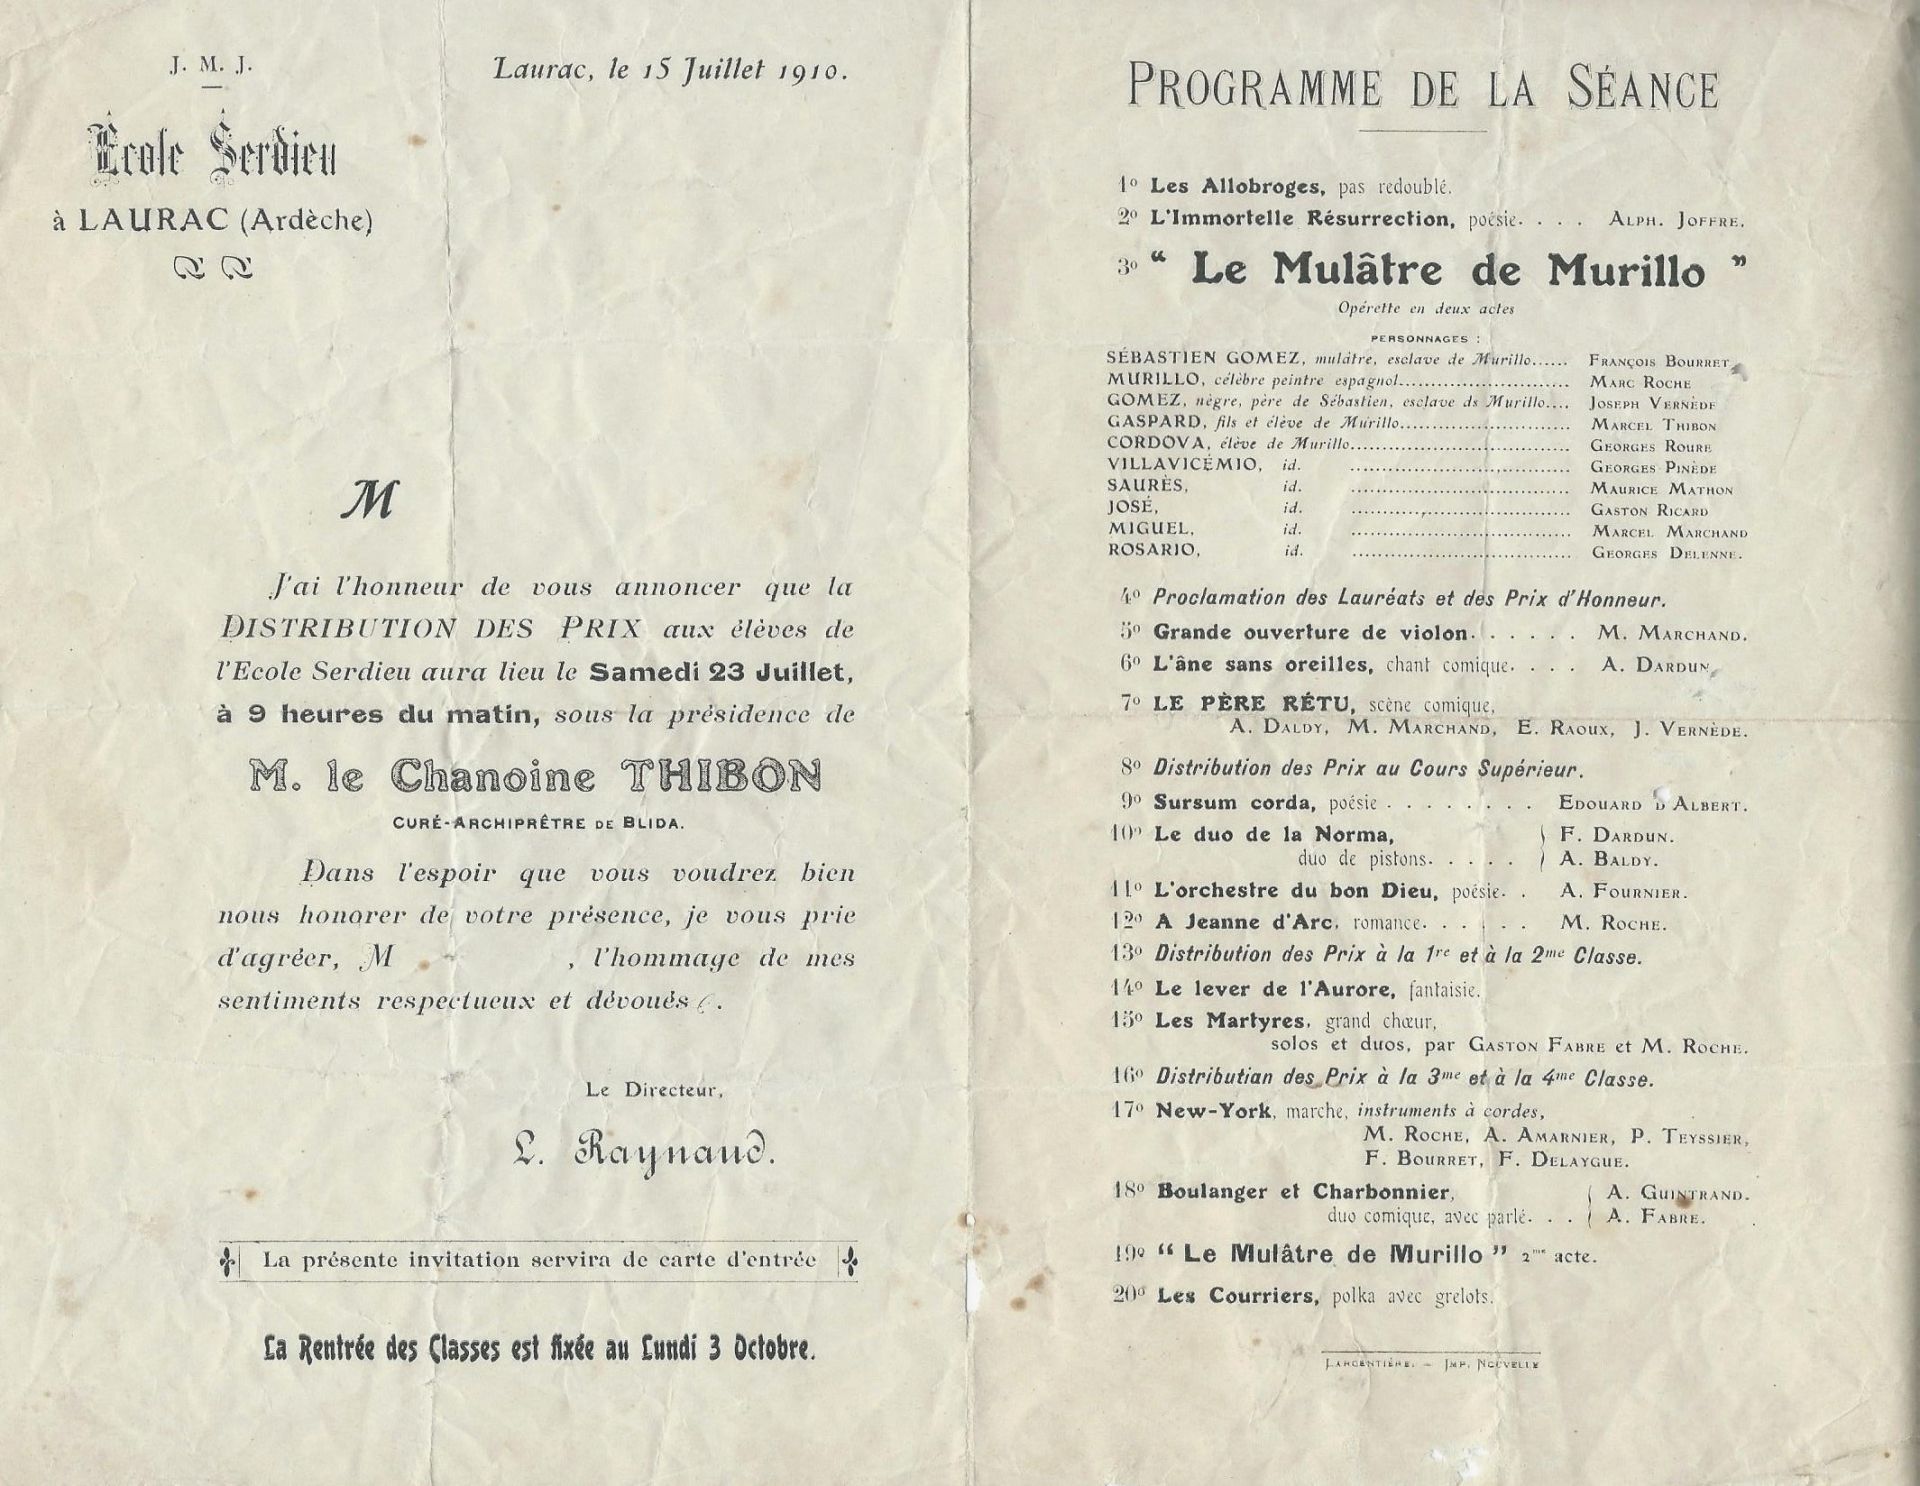 J. M. J.
École Serdieu
à LAURAC (Ardèche)
Laurac, le 15 Juillet 1910.
M
J'ai l'honneur de vous annoncer que la
DISTRIBUTION DES PRIX aux élèves de
l'Ecole Serdieu aura lieu le Samedi 23 Juillet,
à 9 heures du matin, sous la présidence de
M. le Chanoine THIBON
CURÉ-ARCHIPRÊTRE DE BLIDA.
Dans l'espoir que vous voudrez bien
nous honorer de votre présence, je vous prie
d'agréer, M , l'hommage de mes
sentiments respectueux et dévoués.
Le Directeur,
L. Raynaud.
La présente invitation servira de carte d'entrée
La Rentrée des Classes est fixée au Lundi 3 Octobre.
PROGRAMME DE LA SÉANCE
1º Les Allobroges, pas redoublé.
2º L'Immortelle Résurrection, poésie. . . . ALPH. JOFFRE.
3º “ Le Mulâtre de Murillo ”
Opérette en deux actes
PERSONNAGES :
SÉBASTIEN GOMEZ, mulâtre, esclave de Murillo...... FRANÇOIS BOURRET
MURILLO, célèbre peintre espagnol........................... MARC ROCHE
GOMEZ, nègre, père de Sébastien, esclave ds Murillo.... JOSEPH VERNÈDE
GASPARD, fils et élève de Murillo........................... MARCEL THIBON
CORDOVA, élève de Murillo................................... GEORGES ROURE
VILLAVICÉMIO, id. ................................... GEORGES PINÈDE
SAURÈS, id. ................................... MAURICE MATHON
JOSÉ, id. ................................... GASTON RICARD
MIGUEL, id. ................................... MARCEL MARCHAND
ROSARIO, id. ................................... GEORGES DELENNE.
4º Proclamation des Lauréats et des Prix d'Honneur.
5º Grande ouverture de violon. . . . . . M. MARCHAND.
6º L'âne sans oreilles, chant comique. . . . A. DARDUN
7º LE PÈRE RÉTU, scène comique,
A. DALDY, M. MARCHAND, E. RAOUX, J. VERNÈDE.
8º Distribution des Prix au Cours Supérieur.
9º Sursum corda, poésie . . . . . . . . EDOUARD D ALBERT.
10º Le duo de la Norma, F. DARDUN.
duo de pistons. . . . . A. BALDY.
11º L'orchestre du bon Dieu, poésie. . A. FOURNIER.
12º A Jeanne d'Arc, romance. . . . . . M. ROCHE.
13º Distribution des Prix à la 1re et à la 2me Classe.
14º Le lever de l'Aurore, fantaisie.
15º Les Martyres, grand chœur,
solos et duos, par GASTON FABRE et M. ROCHE.
16º Distributian des Prix à la 3me et à la 4me Classe.
17º New-York, marche, instruments à cordes,
M. ROCHE, A. AMARNIER, P. TEYSSIER,
F. BOURRET, F. DELAYGUE.
18º Boulanger et Charbonnier, A. GUINTRAND.
duo comique, avec parlé. . . A. FABRE.
19º “ Le Mulâtre de Murillo ” 2me acte.
20º Les Courriers, polka avec grelots.
LARGENTIÈRE. — IMP. NOUVELLE